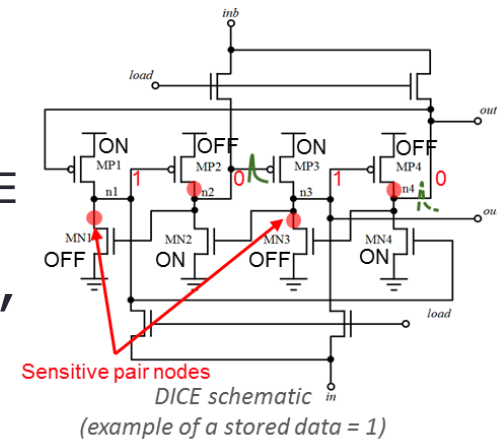 inb
load
out
ON OFF ON OFF
MP1 MP2 MP3 MP4
1 0 1 0
n1 n2 n3 n4
E
ou
MN1 MN2 MN3 MN4
OFF ON OFF ON
,
load
Sensitive pair nodes
DICE schematic in
(example of a stored data = 1)